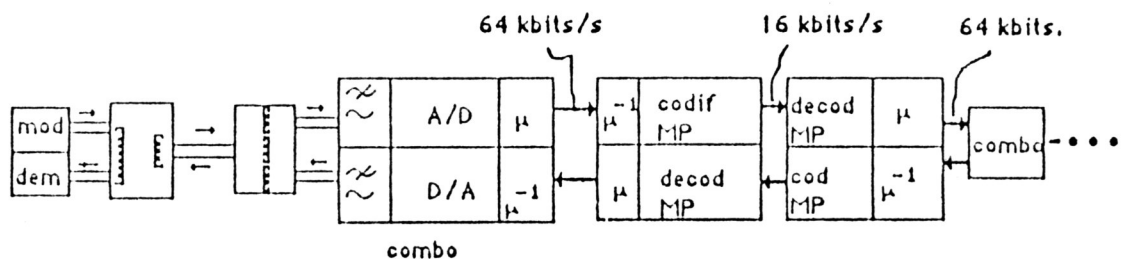 64 kbits/s
16 kbits/s
64 kbits.
mod
dem
A/D
μ
D/A
μ-1
combo
μ-1
codif
MP
μ
decod
MP
decod
MP
μ
cod
MP
μ-1
combo